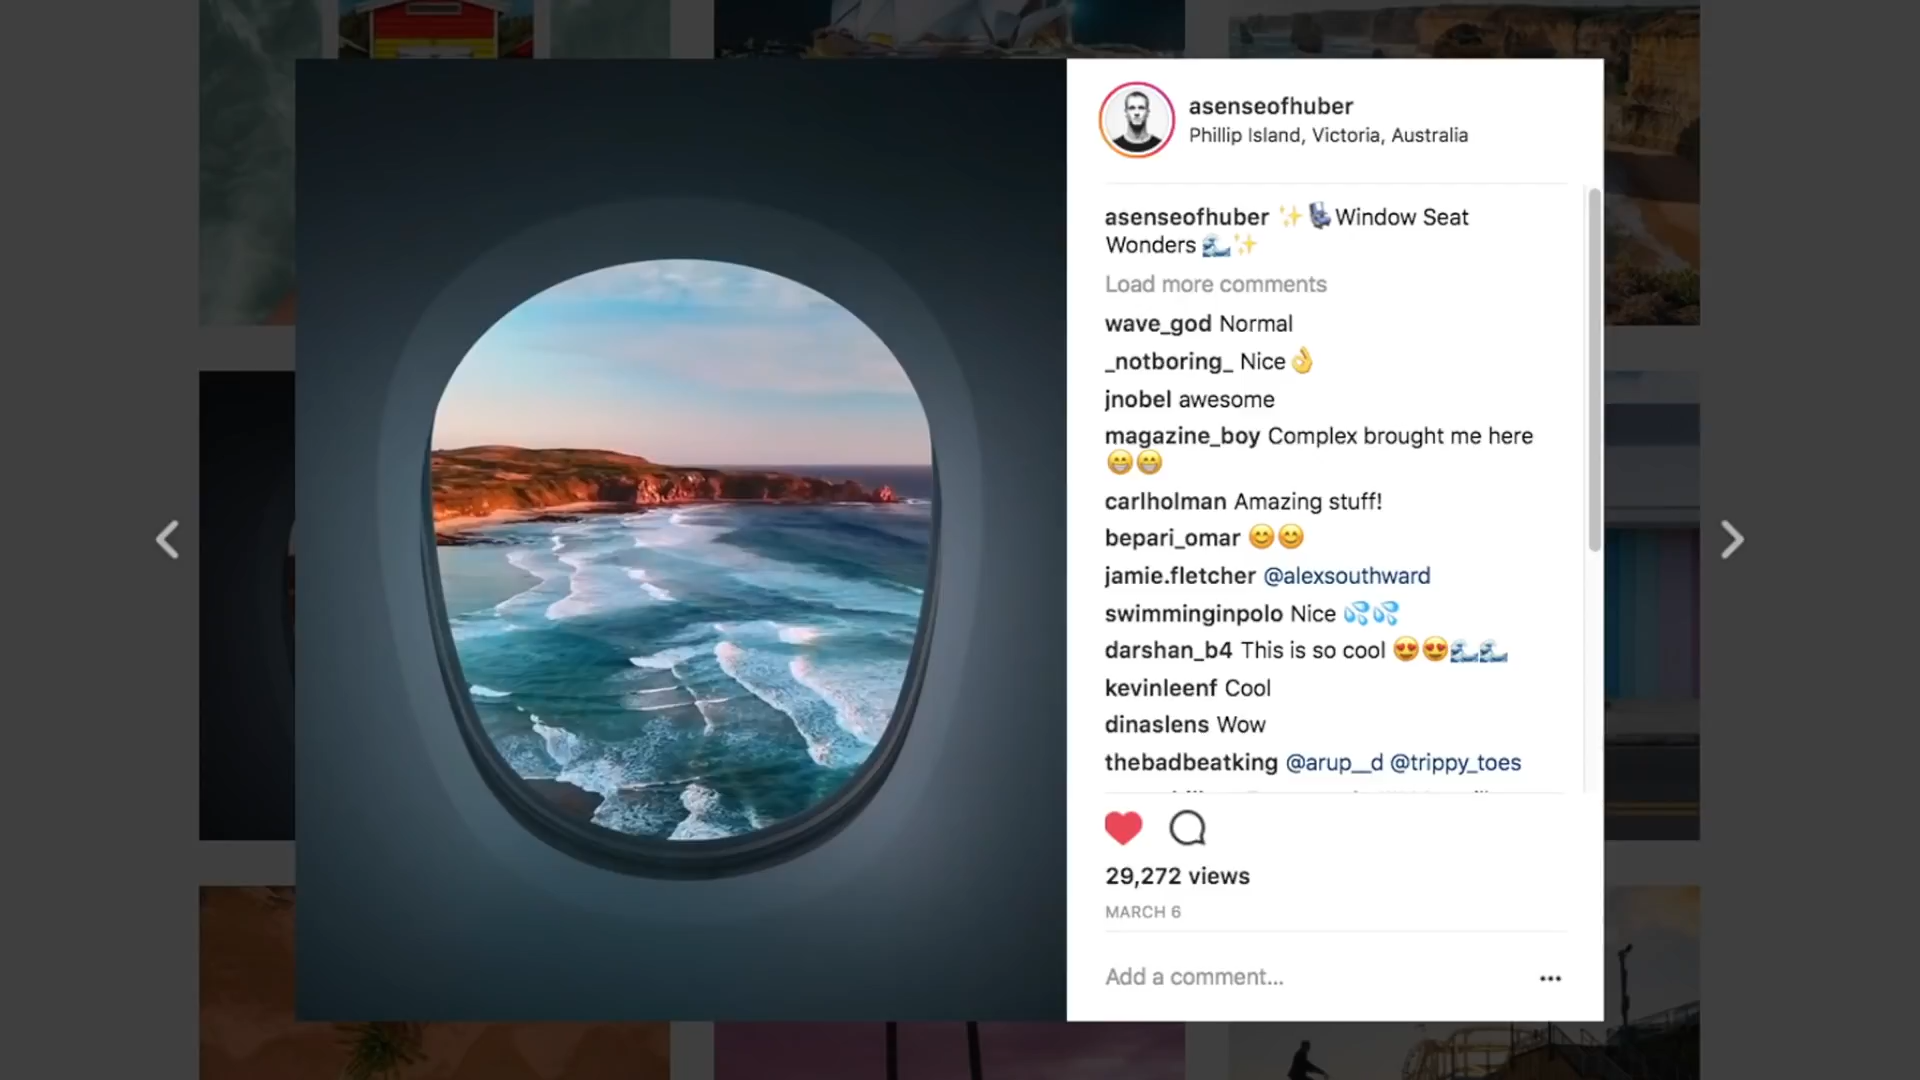 asenseofhuber
Phillip Island, Victoria, Australia
asenseofhuber ✨💺Window Seat
Wonders 🌊✨
Load more comments
wave_god Normal
_notboring_ Nice👌
jnobel awesome
magazine_boy Complex brought me here
😁😁
carlholman Amazing stuff!
bepari_omar 😊😊
jamie.fletcher @alexsouthward
swimminginpolo Nice 💦💦
darshan_b4 This is so cool 😍😍🌊🌊
kevinleenf Cool
dinaslens Wow
thebadbeatking @arup__d @trippy_toes
29,272 views
MARCH 6
Add a comment...